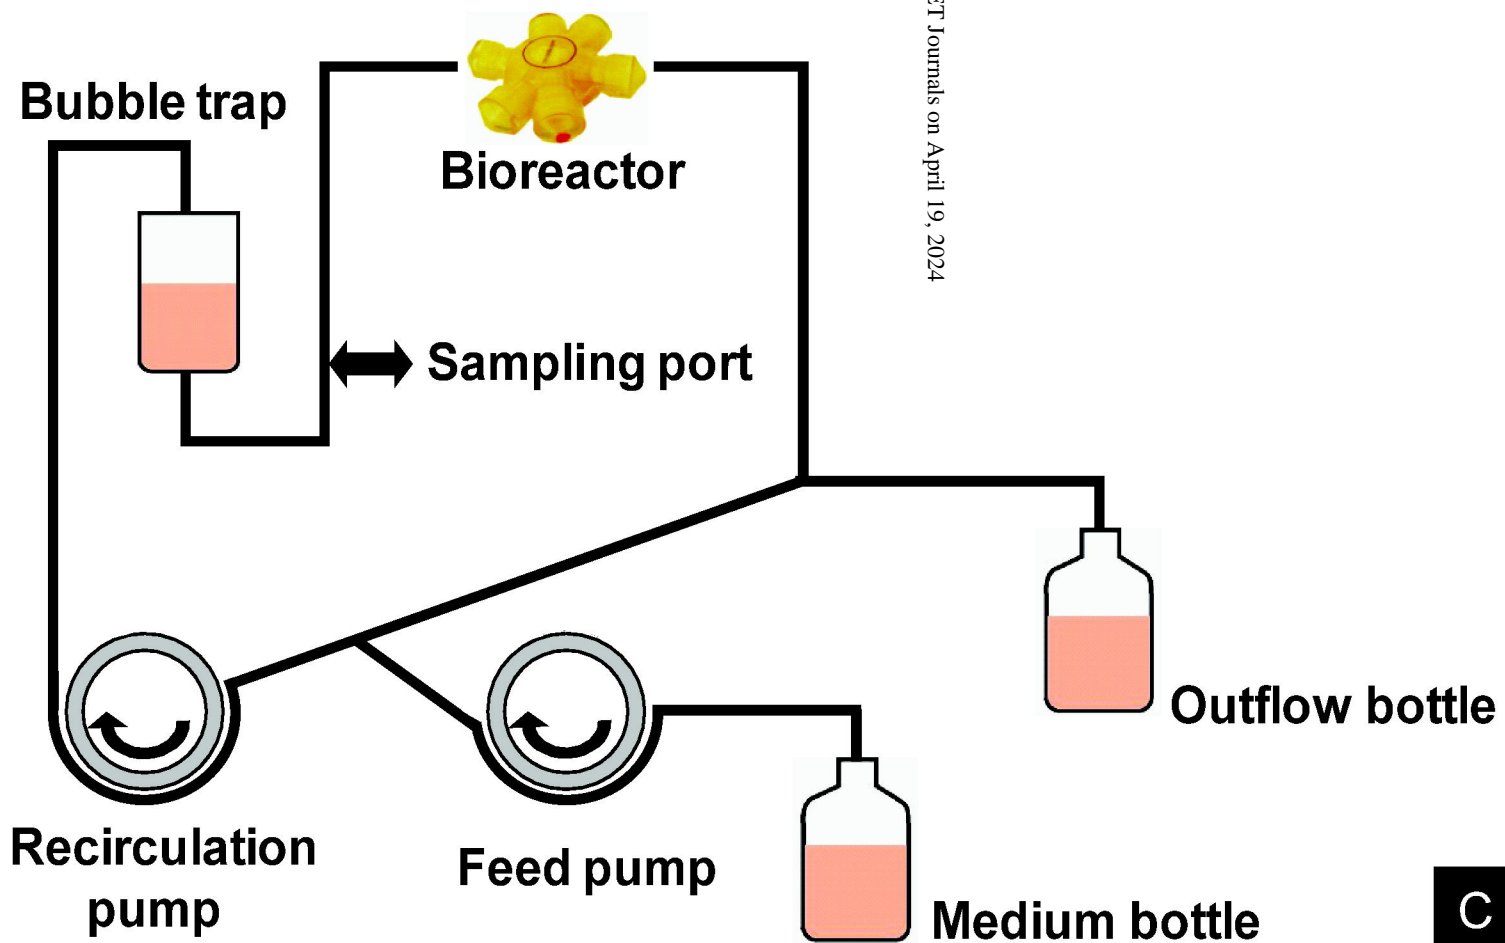 Bubble trap
Bioreactor
ET Journals on April 19, 2024
Sampling port
Outflow bottle
Recirculation
pump
Feed pump
Medium bottle
C